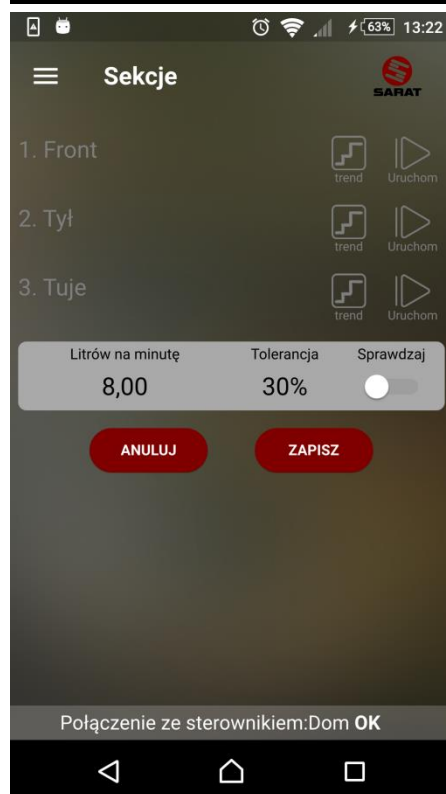 63% 13:22
Sekcje
SARAT
1. Front
trend Uruchom
2. Tył
trend Uruchom
3. Tuje
trend Uruchom
Litrów na minutę Tolerancja Sprawdzaj
8,00 30%
ANULUJ ZAPISZ
Połączenie ze sterownikiem:Dom OK